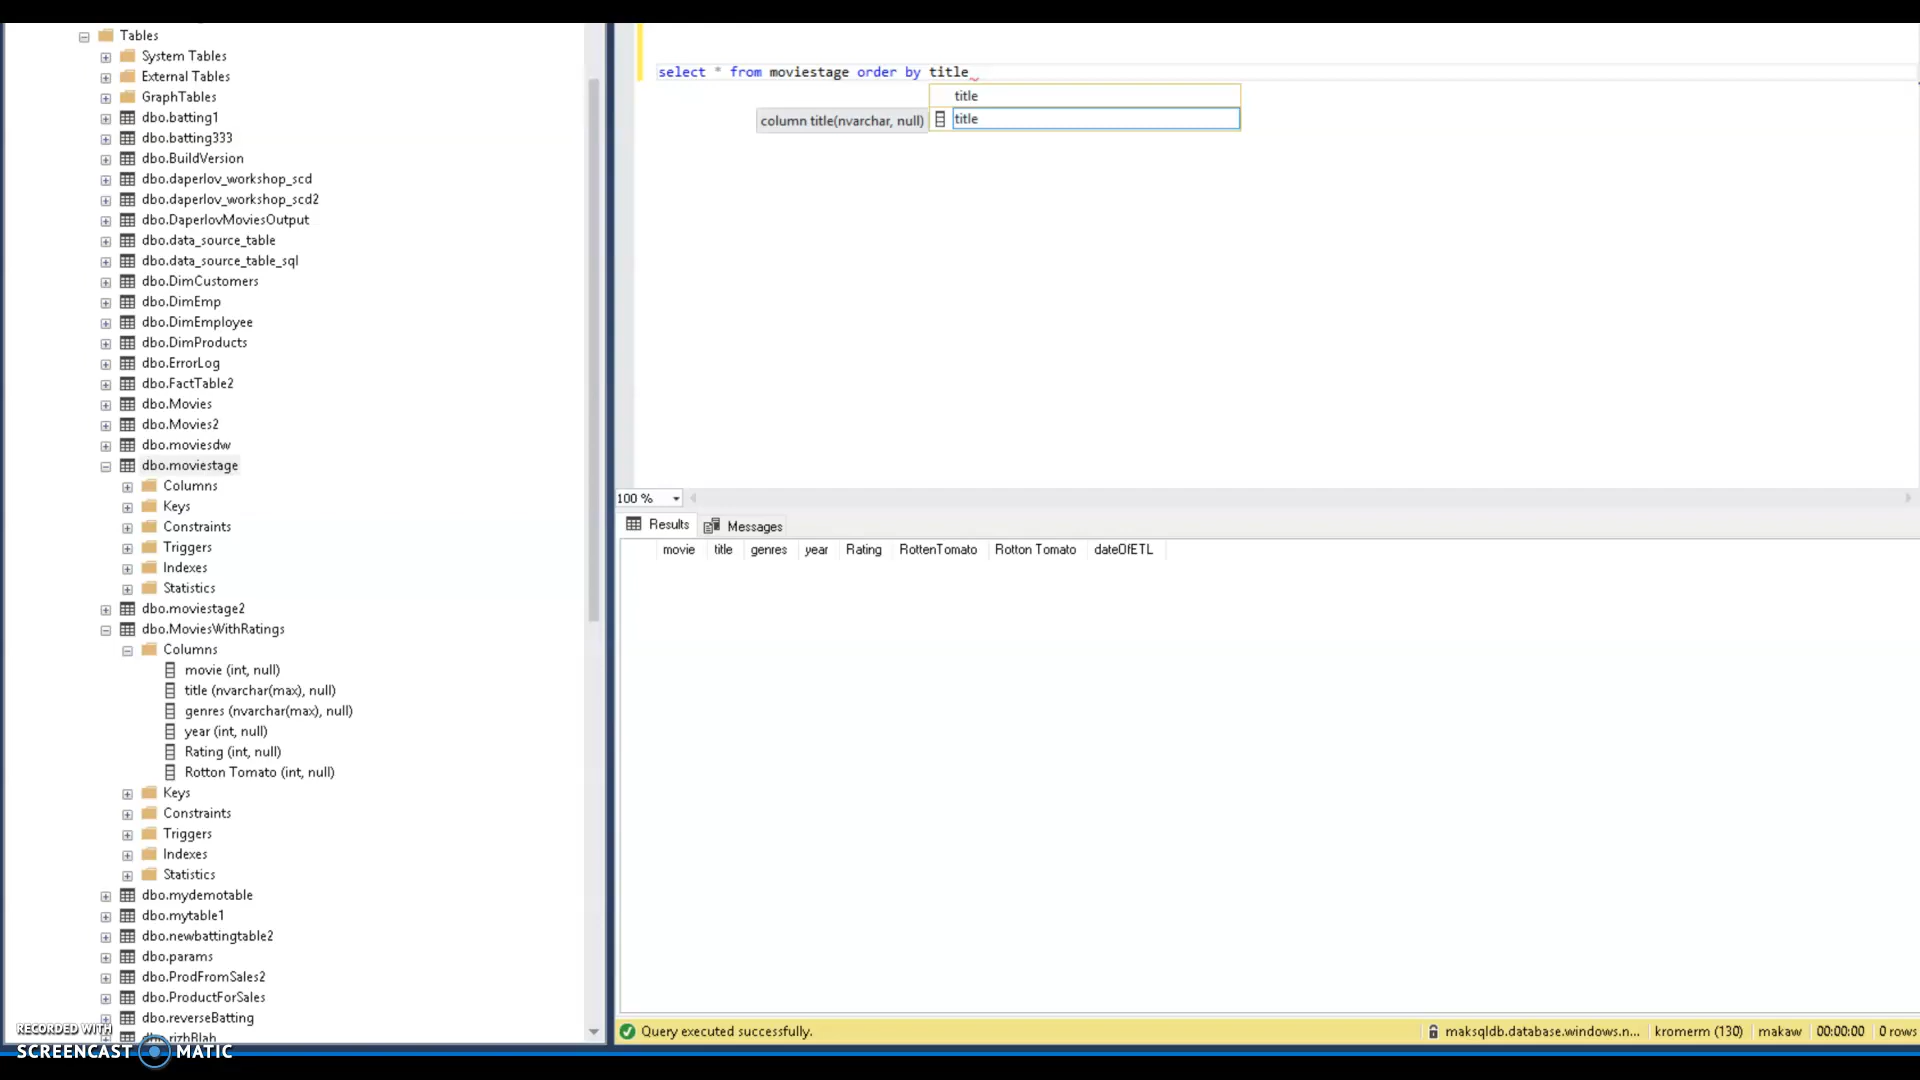 Tables
System Tables
External Tables
GraphTables
dbo.batting1
dbo.batting333
dbo.BuildVersion
dbo.daperlov_workshop_scd
dbo.daperlov_workshop_scd2
dbo.DaperlovMoviesOutput
dbo.data_source_table
dbo.data_source_table_sql
dbo.DimCustomers
dbo.DimEmp
dbo.DimEmployee
dbo.DimProducts
dbo.ErrorLog
dbo.FactTable2
dbo.Movies
dbo.Movies2
dbo.moviesdw
dbo.moviestage
Columns
Keys
Constraints
Triggers
Indexes
Statistics
dbo.moviestage2
dbo.MoviesWithRatings
Columns
movie (int, null)
title (nvarchar(max), null)
genres (nvarchar(max), null)
year (int, null)
Rating (int, null)
Rotton Tomato (int, null)
Keys
Constraints
Triggers
Indexes
Statistics
dbo.mydemotable
dbo.mytable1
dbo.newbattingtable2
dbo.params
dbo.ProdFromSales2
dbo.ProductForSales
dbo.reverseBatting
dbo.rizhBlah
RECORDED WITH
SCREENCAST MATIC
select * from moviestage order by title
title
column title(nvarchar, null) title
100 %
Results Messages
movie title genres year Rating RottenTomato Rotton Tomato dateOfETL
Query executed successfully. maksqldb.database.windows.n... kromerm (130) makaw 00:00:00 0 rows